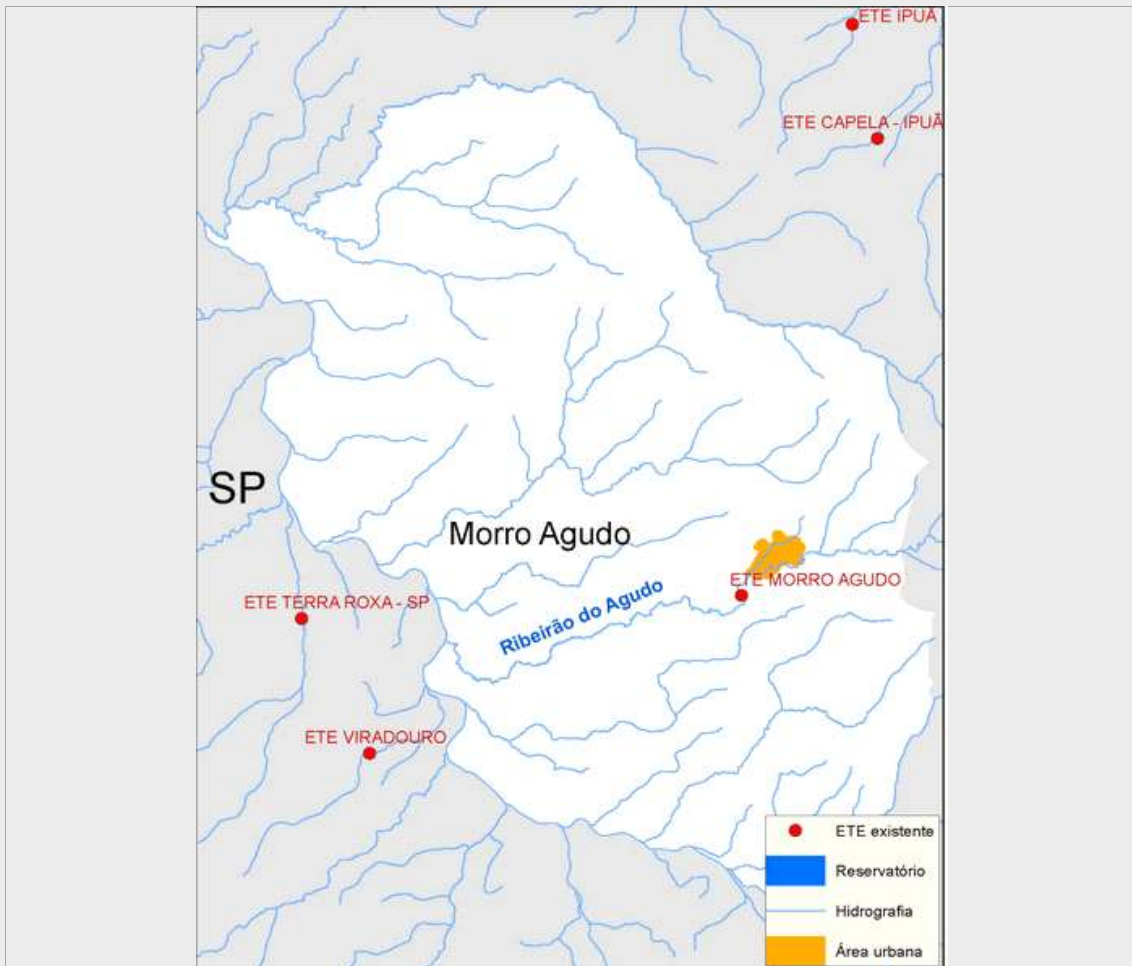 ETE IPUÃ
ETE CAPELA - IPUÃ
SP
Morro Agudo
ETE MORRO AGUDO
Ribeirão do Agudo
ETE TERRA ROXA - SP
ETE VIRADOURO
ETE existente
Reservatório
Hidrografia
Área urbana